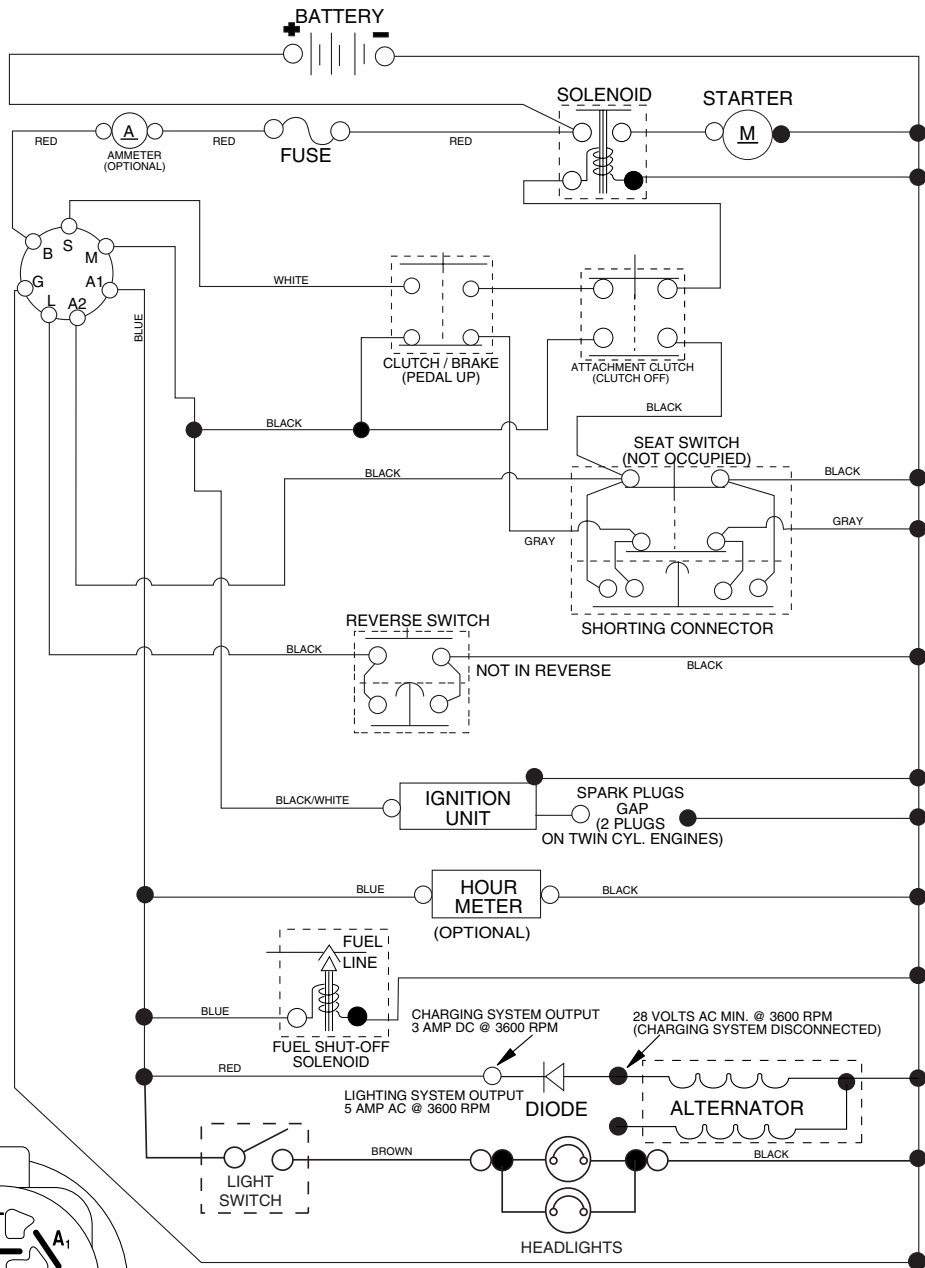 BATTERY
+ -
SOLENOID
STARTER
RED
A
AMMETER
(OPTIONAL)
RED
FUSE
RED
M
B
S
M
G
A1
L
A2
BLUE
WHITE
CLUTCH / BRAKE
(PEDAL UP)
ATTACHMENT CLUTCH
(CLUTCH OFF)
BLACK
BLACK
SEAT SWITCH
(NOT OCCUPIED)
BLACK
BLACK
GRAY
GRAY
SHORTING CONNECTOR
REVERSE SWITCH
BLACK
NOT IN REVERSE
BLACK
BLACK/WHITE
IGNITION
UNIT
SPARK PLUGS
GAP
(2 PLUGS
ON TWIN CYL. ENGINES)
BLUE
HOUR
METER
BLACK
(OPTIONAL)
FUEL
LINE
BLUE
FUEL SHUT-OFF
SOLENOID
CHARGING SYSTEM OUTPUT
3 AMP DC @ 3600 RPM
28 VOLTS AC MIN. @ 3600 RPM
(CHARGING SYSTEM DISCONNECTED)
RED
LIGHTING SYSTEM OUTPUT
5 AMP AC @ 3600 RPM
DIODE
ALTERNATOR
LIGHT
SWITCH
BROWN
BLACK
HEADLIGHTS
A1